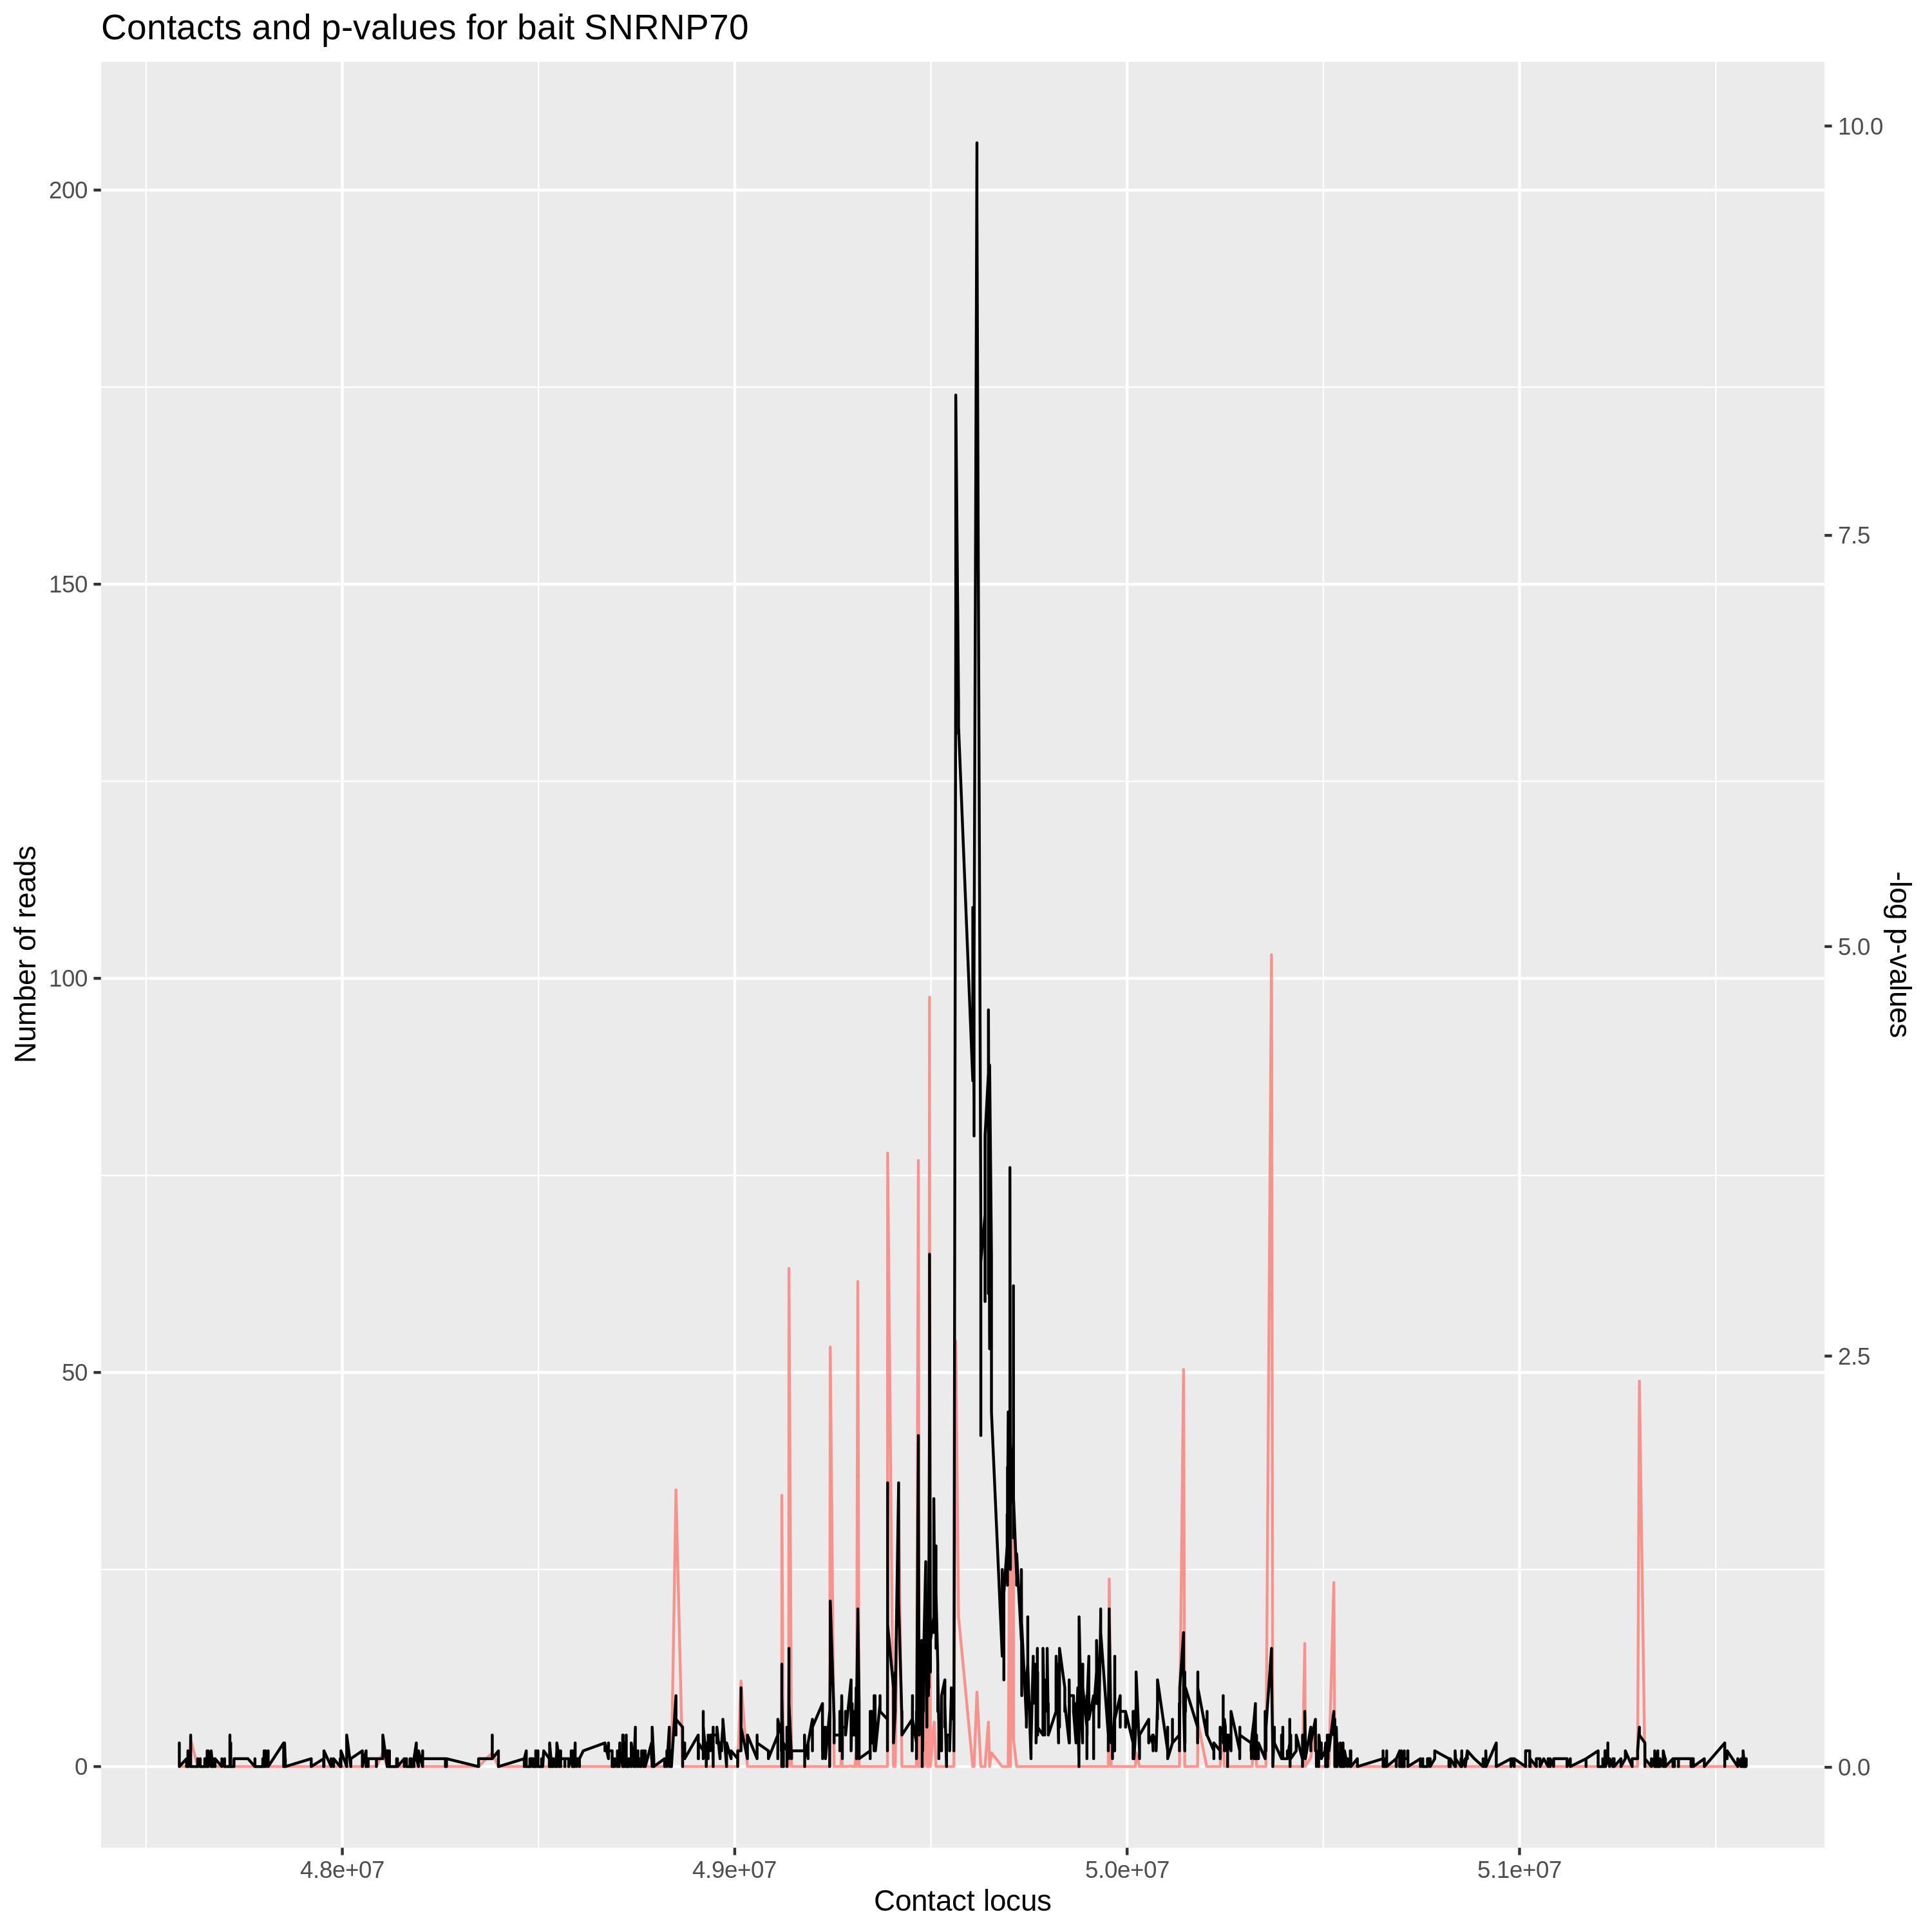 Contacts and p-values for bait SNRNP70
200
150
100
50
0
10.0
7.5
5.0
2.5
0.0
Number of reads
-log p-values
4.8e+07
4.9e+07
5.0e+07
5.1e+07
Contact locus